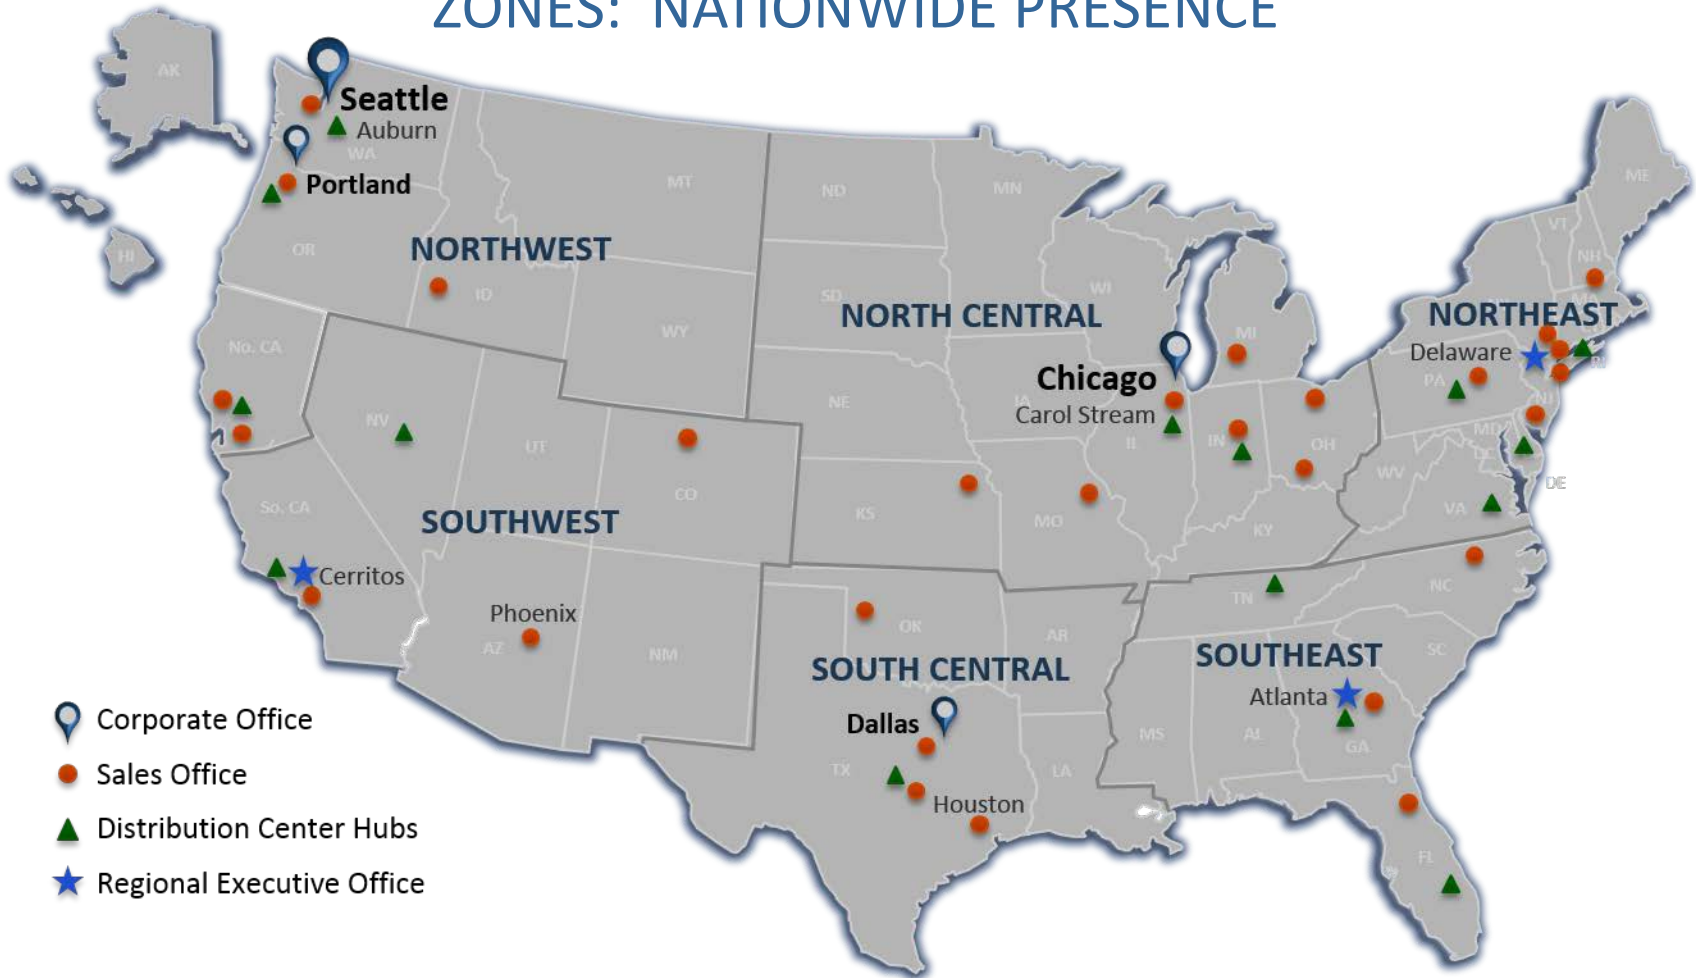 ZONES: NATIONWIDE PRESENCE
AK
Seattle
Auburn
WA
Portland
MT
ND
MN
ME
OR
NORTHWEST
VT
HI
NH
ID
SD
WI
NORTH CENTRAL
MA
NORTHEAST
No. CA
WY
MI
Delaware
RI
Chicago
PA
NE
IA
NJ
Carol Stream
NV
UT
IL
IN
OH
MD
DC
WV
DE
CO
So. CA
KS
MO
VA
SOUTHWEST
KY
Cerritos
NC
TN
Phoenix
OK
AR
AZ
NM
SC
SOUTHEAST
SOUTH CENTRAL
Atlanta
Corporate Office
Dallas
MS
AL
GA
Sales Office
TX
LA
Houston
Distribution Center Hubs
FL
Regional Executive Office